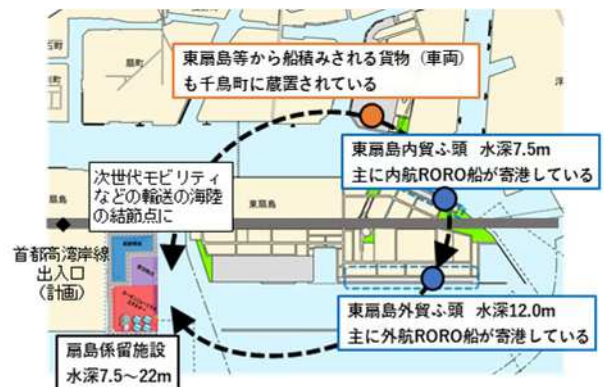 東扇島等から船積みされる貨物（車両）
も千鳥町に蔵置されている
扇町
東扇島内貿ふ頭　水深7.5m
主に内航RORO船が寄港している
次世代モビリティ
などの輸送の海陸
の結節点に
扇島
東扇島
首都高湾岸線
出入口
（計画）
東扇島外貿ふ頭　水深12.0m
主に外航RORO船が寄港している
扇島係留施設
水深7.5～22m